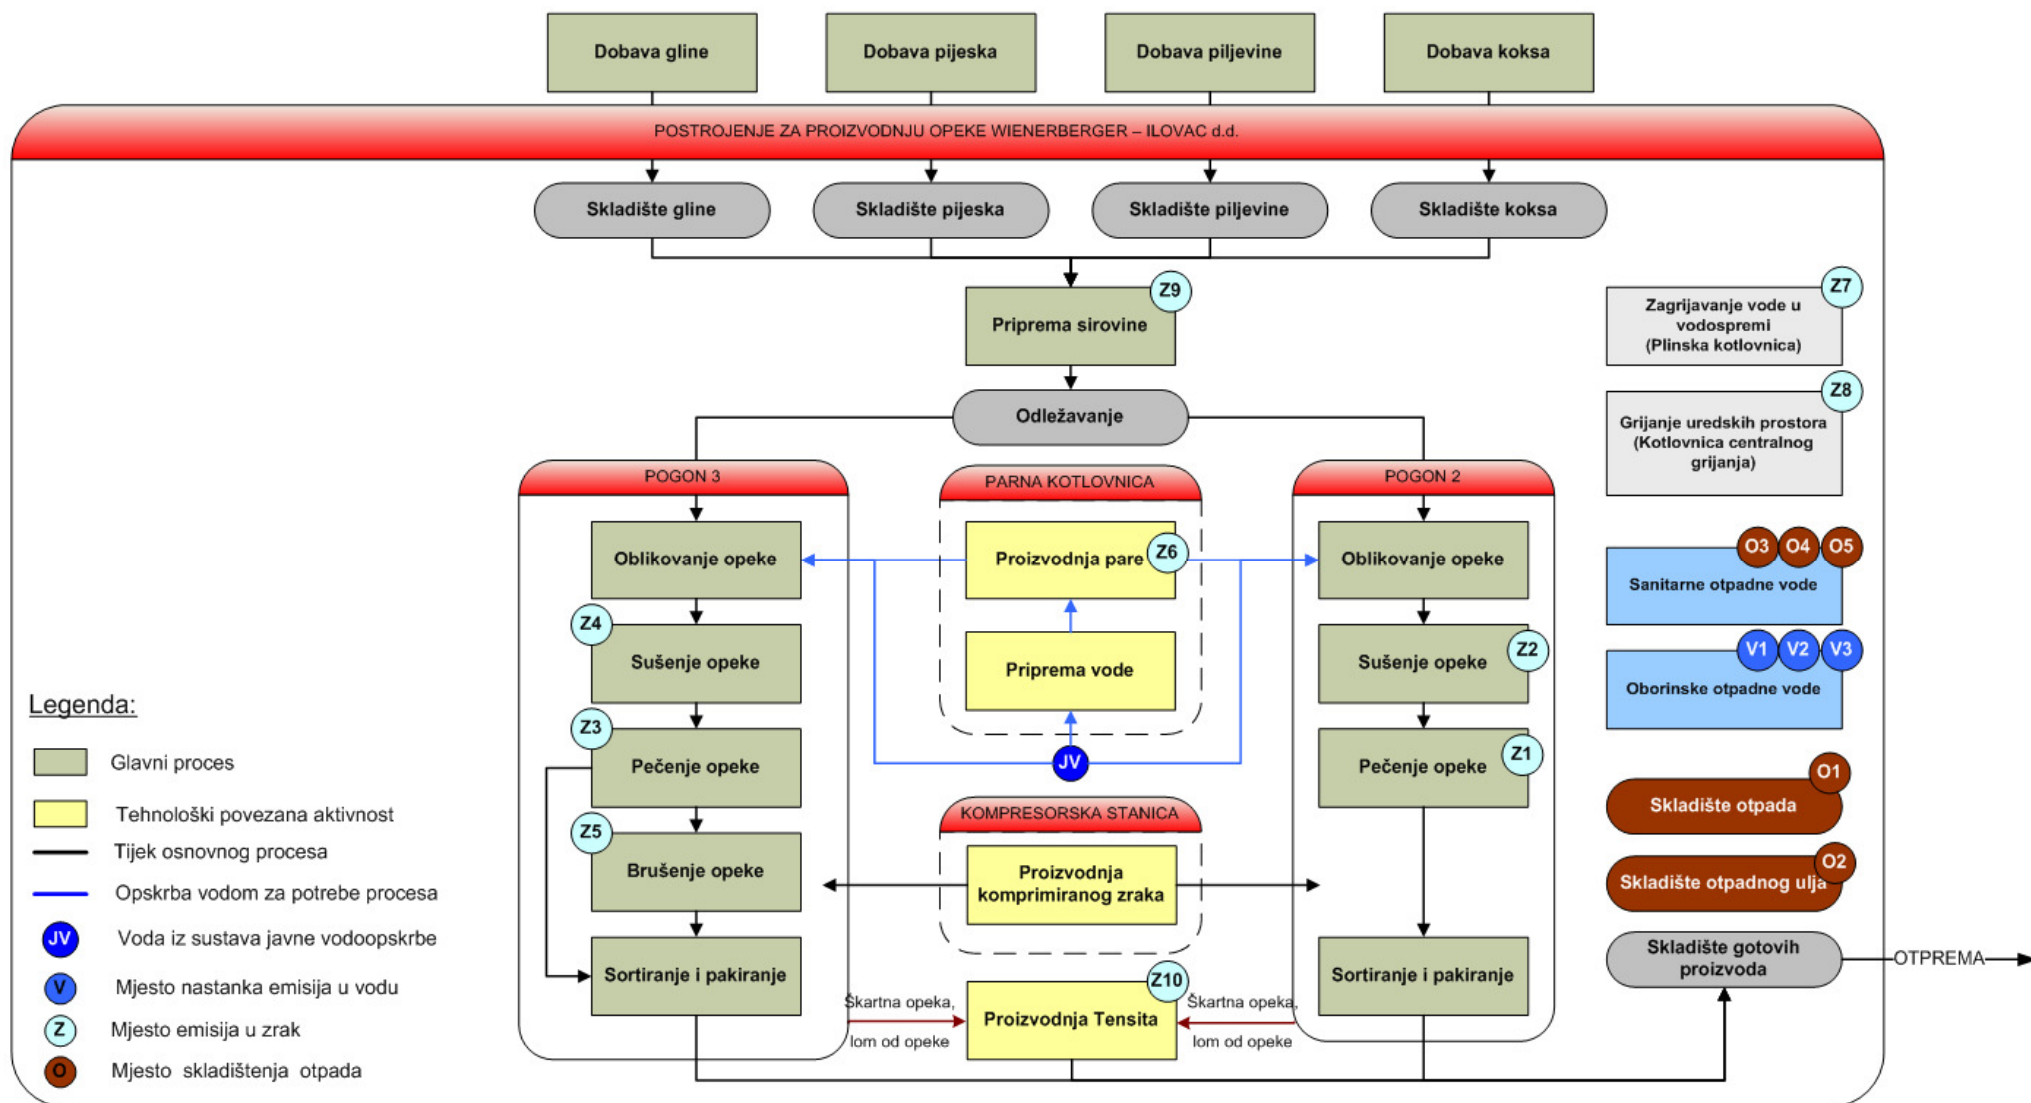 Dobava gline
Dobava pijeska
Dobava piljevine
Dobava koksa
POSTROJENJE ZA PROIZVODNJU OPEKE WIENERBERGER – ILOVAC d.d.
Skladište gline
Skladište pijeska
Skladište piljevine
Skladište koksa
Z9
Priprema sirovine
Odležavanje
Z7
Zagrijavanje vode u
vodospremi
(Plinska kotlovnica)
Z8
Grijanje uredskih prostora
(Kotlovnica centralnog
grijanja)
POGON 3
Oblikovanje opeke
Z4
Sušenje opeke
Z3
Pečenje opeke
Z5
Brušenje opeke
Sortiranje i pakiranje
PARNA KOTLOVNICA
Proizvodnja pare
Z6
Priprema vode
JV
KOMPRESORSKA STANICA
Proizvodnja
komprimiranog zraka
Škartna opeka,
lom od opeke
Z10
Proizvodnja Tensita
Škartna opeka,
lom od opeke
POGON 2
Oblikovanje opeke
Sušenje opeke
Z2
Pečenje opeke
Z1
Sortiranje i pakiranje
O3 O4 O5
Sanitarne otpadne vode
V1 V2 V3
Oborinske otpadne vode
O1
Skladište otpada
O2
Skladište otpadnog ulja
Skladište gotovih
proizvoda
OTPREMA
Legenda:
Glavni proces
Tehnološki povezana aktivnost
Tijek osnovnog procesa
Opskrba vodom za potrebe procesa
JV Voda iz sustava javne vodoopskrbe
V Mjesto nastanka emisija u vodu
Z Mjesto emisija u zrak
O Mjesto skladištenja otpada